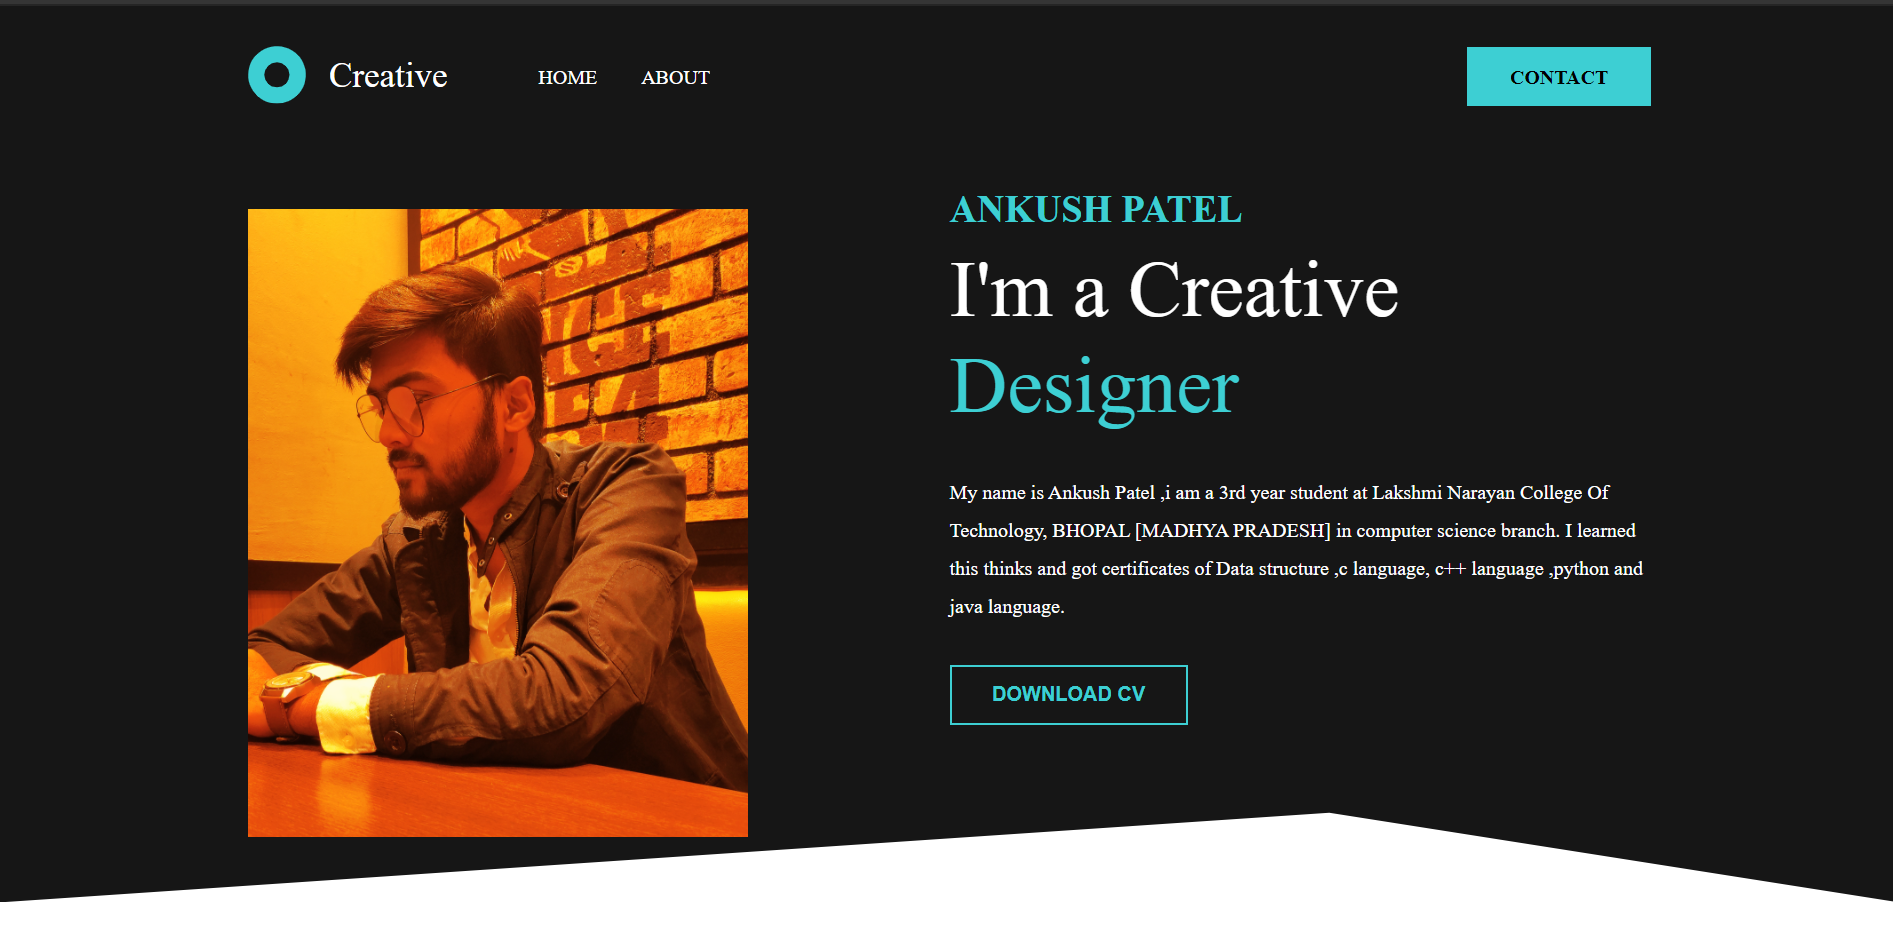 Creative HOME ABOUT CONTACT
ANKUSH PATEL
I'm a Creative
Designer
My name is Ankush Patel ,i am a 3rd year student at Lakshmi Narayan College Of
Technology, BHOPAL [MADHYA PRADESH] in computer science branch. I learned
this thinks and got certificates of Data structure ,c language, c++ language ,python and
java language.
DOWNLOAD CV